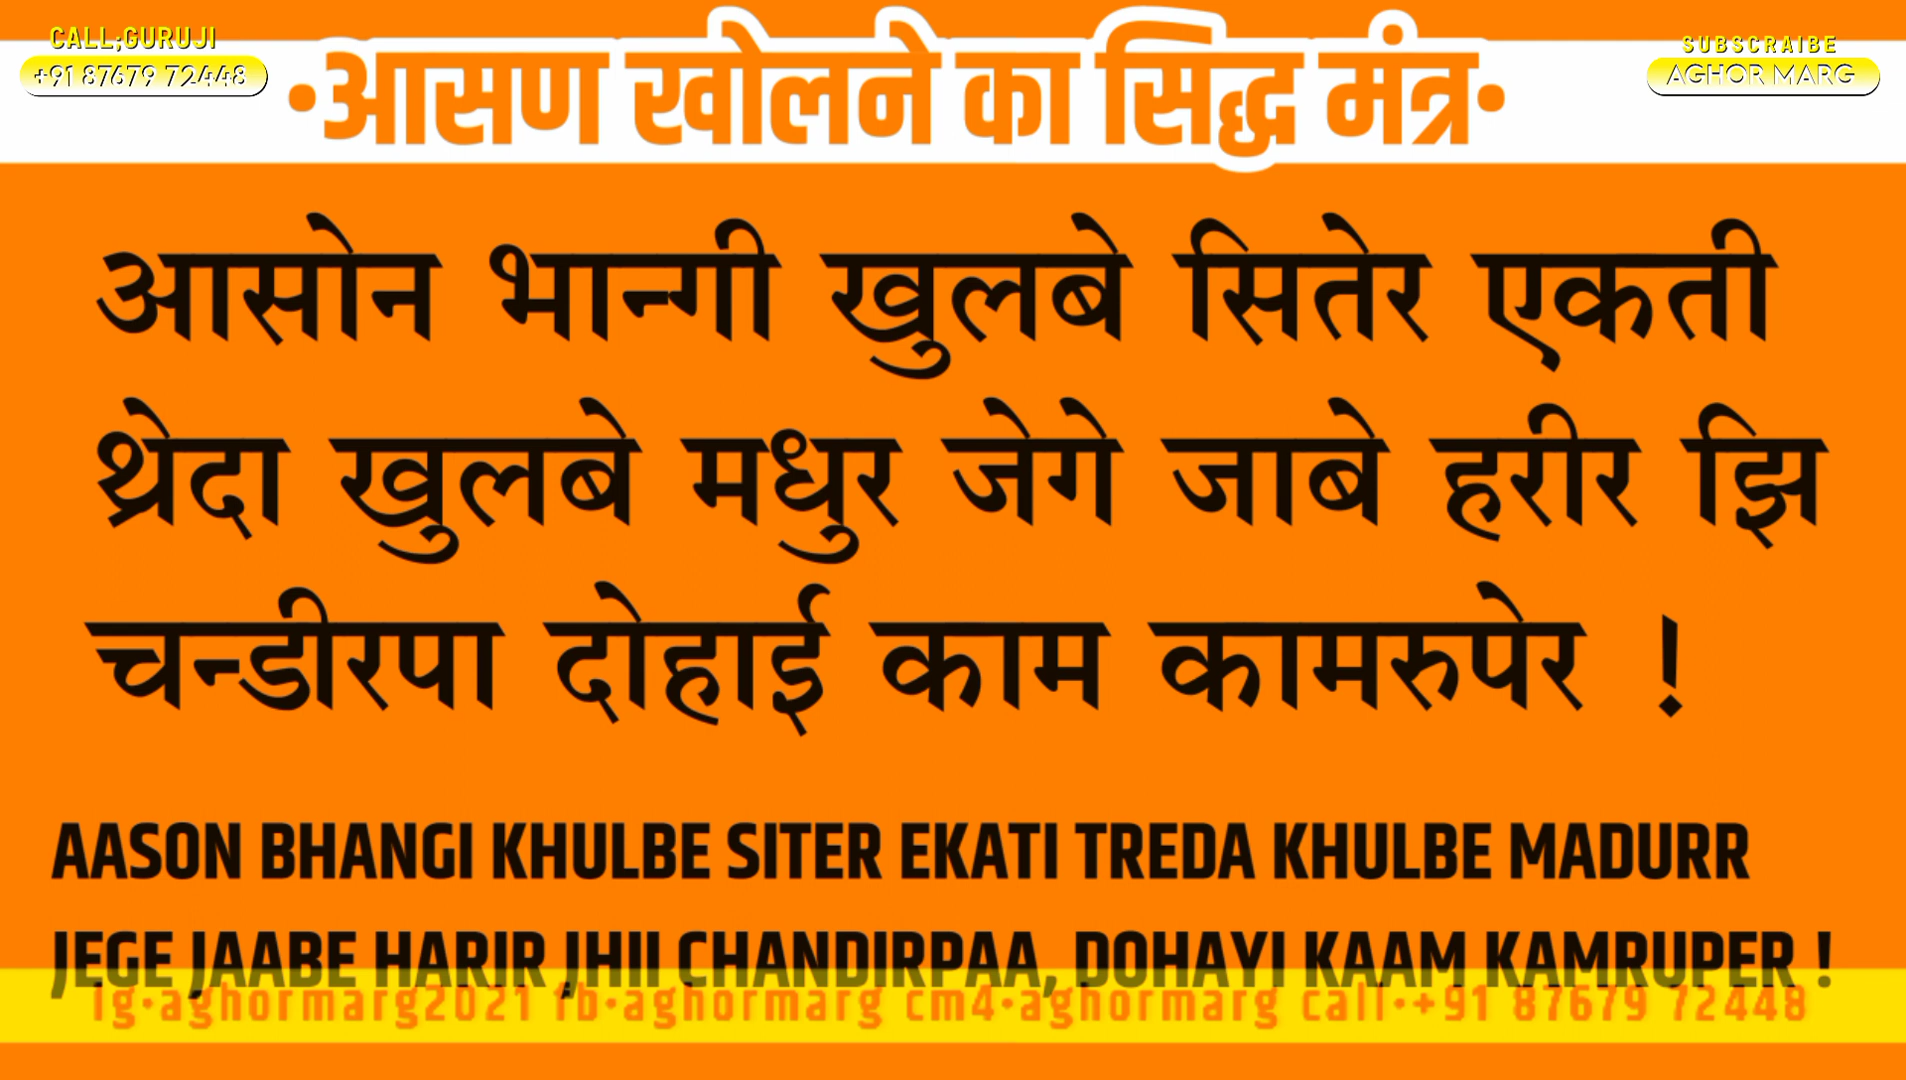 CALL;GURUJI
+91 87679 72448
•आसण खोलने का सिद्ध मंत्र•
SUBSCRAIBE
AGHOR MARG
आसोन भान्गी खुलबे सितेर एकती
थ्रेदा खुलबे मधुर जेगे जाबे हरीर झि
चन्डीरपा दोहाई काम कामरुपेर !
AASON BHANGI KHULBE SITER EKATI TREDA KHULBE MADURR
JEGE JAABE HARIR JHII CHANDIRPAA, DOHAYI KAAM KAMRUPER !
ig•aghormarg2021 fb•aghormarg cm4•aghormarg call•+91 87679 72448